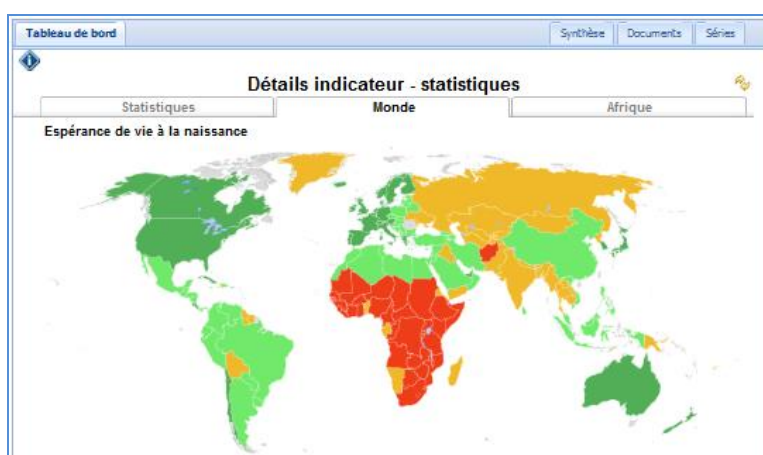 Tableau de bord Synthèse Documents Séries
Détails indicateur - statistiques
Statistiques Monde Afrique
Espérance de vie à la naissance